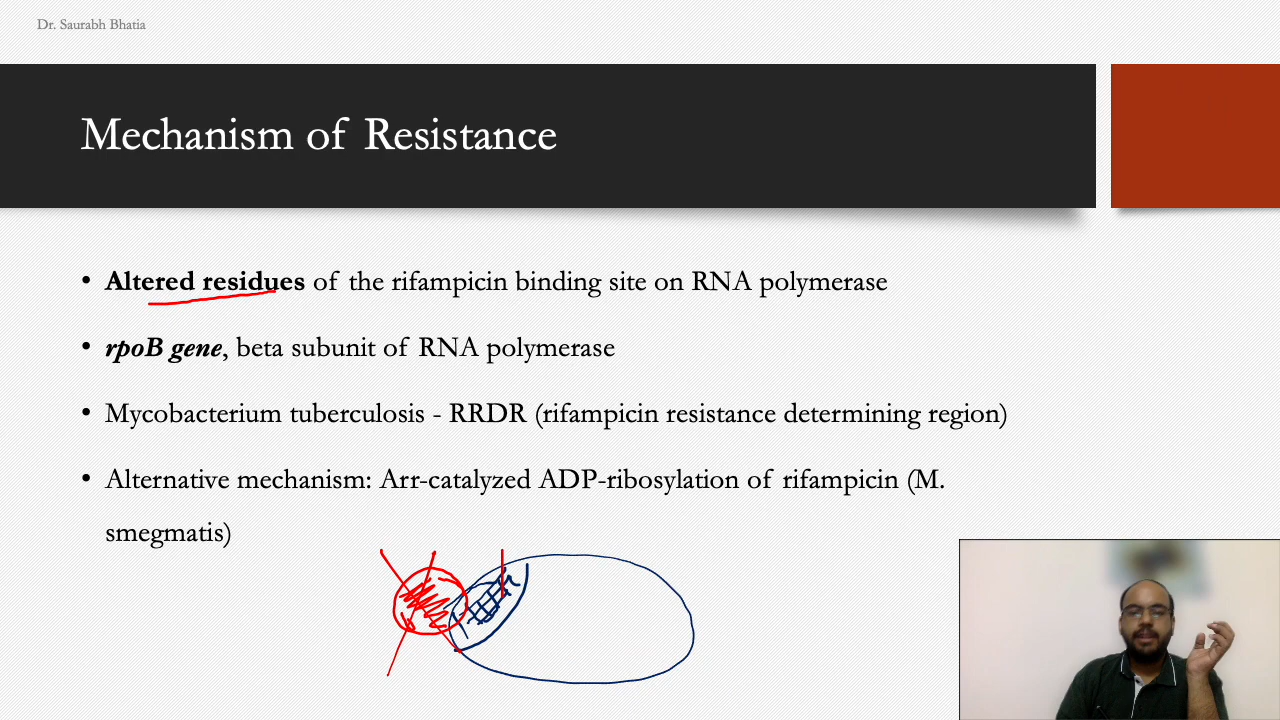 Dr. Saurabh Bhatia
Mechanism of Resistance
• Altered residues of the rifampicin binding site on RNA polymerase
• rpoB gene, beta subunit of RNA polymerase
• Mycobacterium tuberculosis - RRDR (rifampicin resistance determining region)
• Alternative mechanism: Arr-catalyzed ADP-ribosylation of rifampicin (M.
smegmatis)